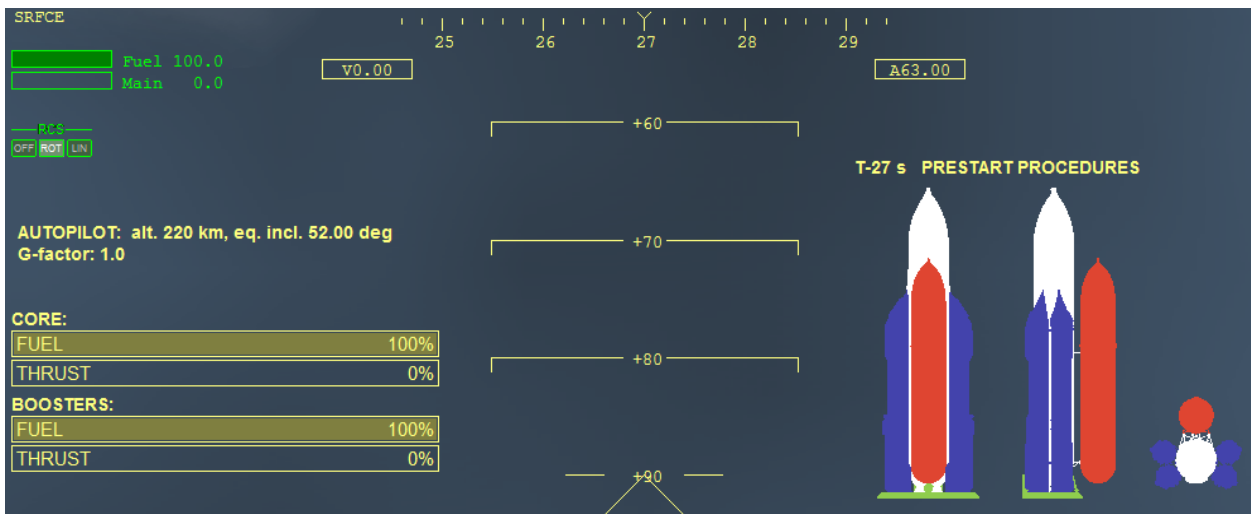 SRFCE
25 26 27 28 29
Fuel 100.0
Main 0.0
V0.00
A63.00
RCS
OFF ROT LIN
+60
T-27 s PRESTART PROCEDURES
AUTOPILOT: alt. 220 km, eq. incl. 52.00 deg
G-factor: 1.0
+70
CORE:
FUEL 100%
THRUST 0%
+80
BOOSTERS:
FUEL 100%
THRUST 0%
+90